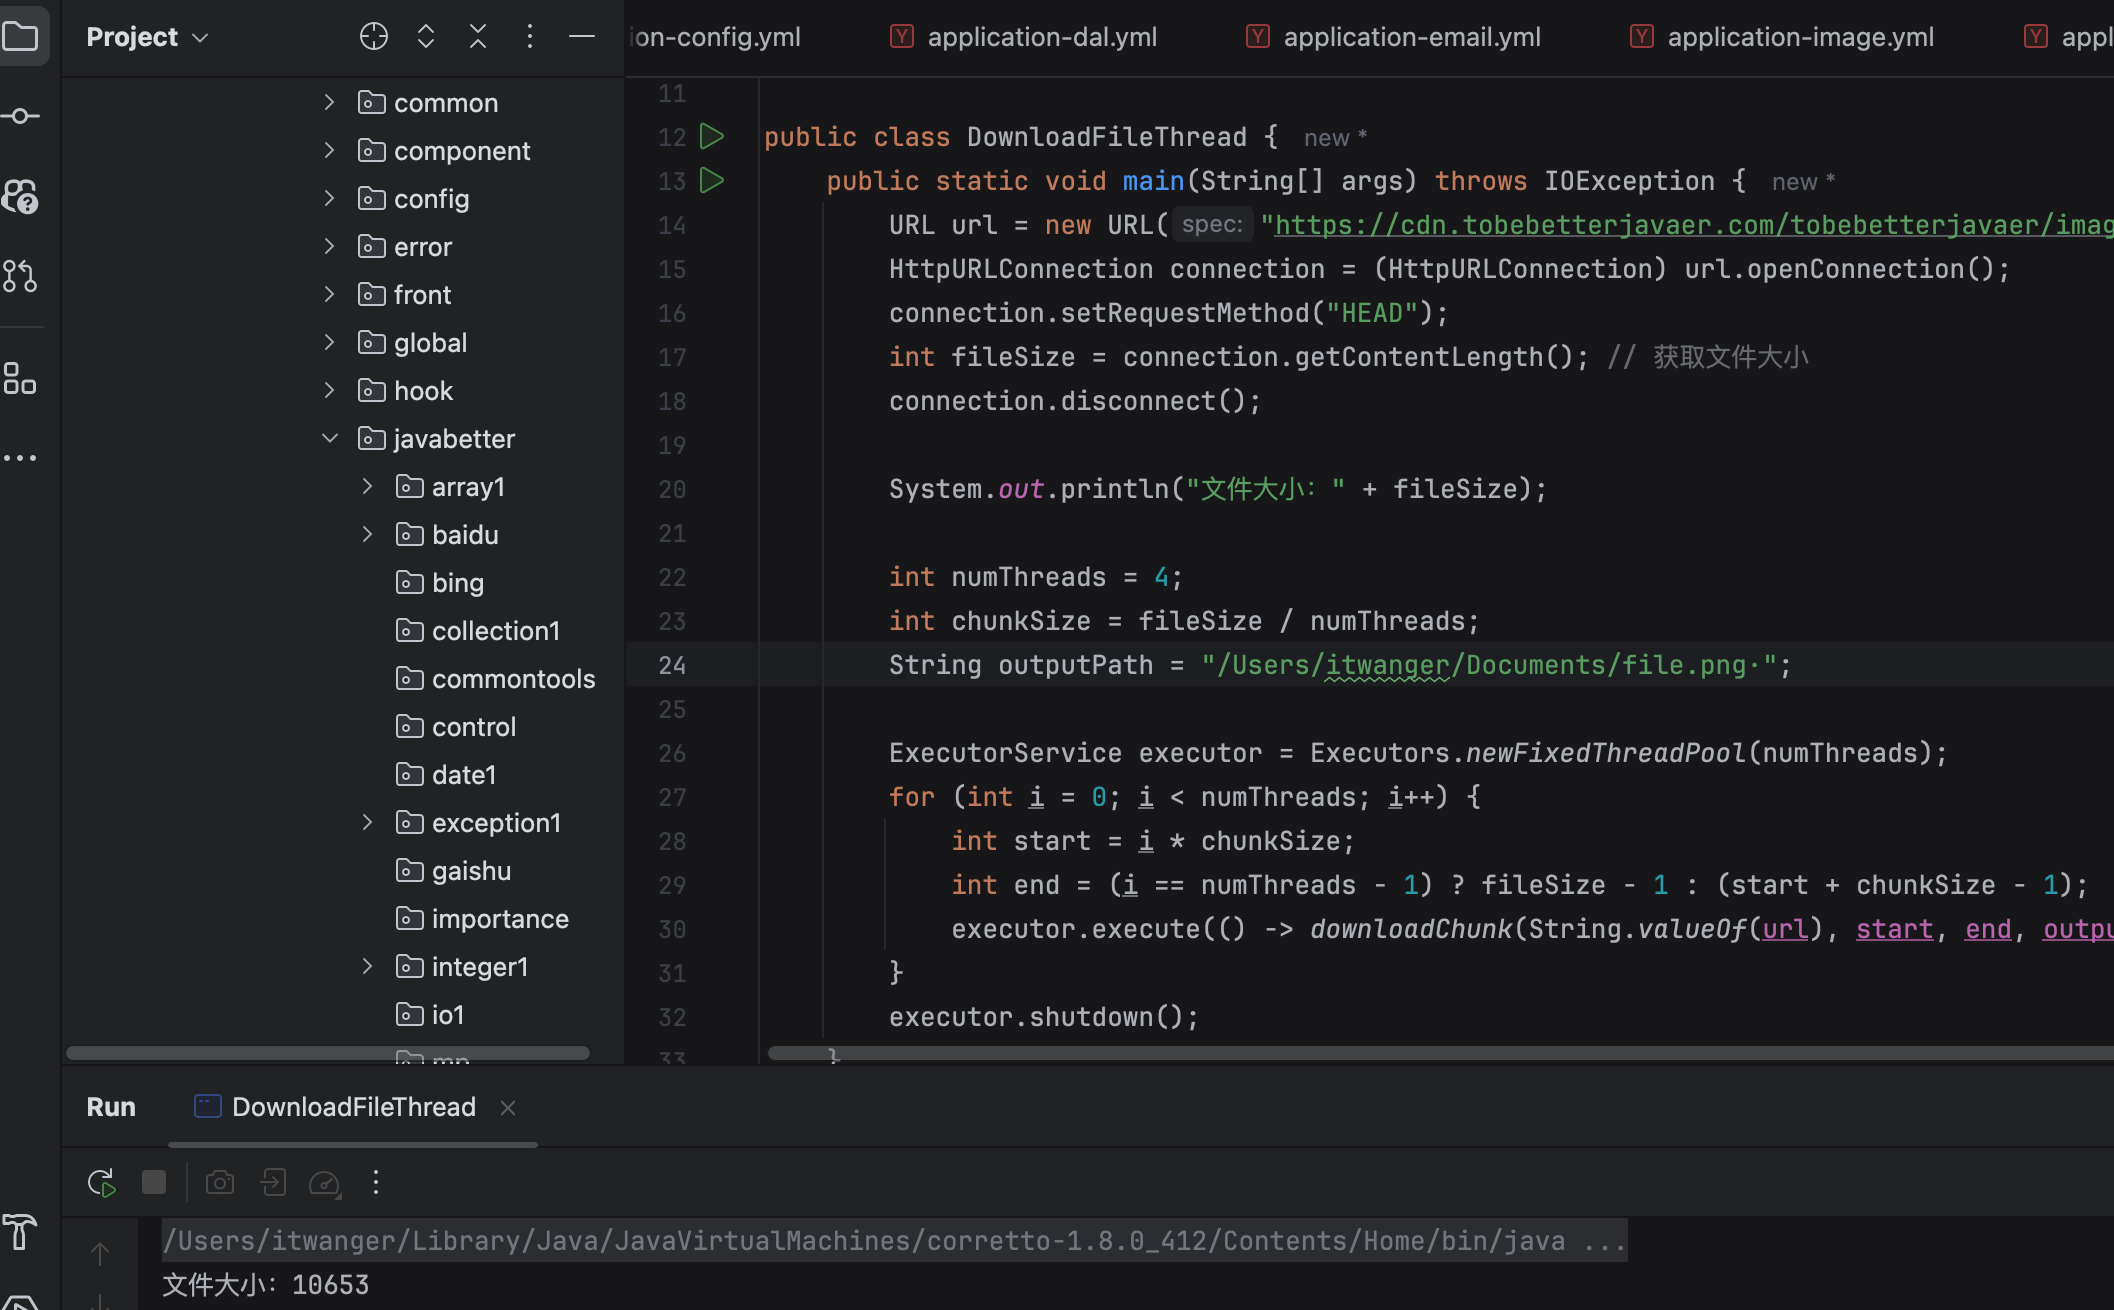 Project
ion-config.yml
application-dal.yml
application-email.yml
application-image.yml
appl
common
component
config
error
front
global
hook
javabetter
array1
baidu
bing
collection1
commontools
control
date1
exception1
gaishu
importance
integer1
io1
11
12 public class DownloadFileThread { new *
13 public static void main(String[] args) throws IOException { new *
14 URL url = new URL( spec: "https://cdn.tobebetterjavaer.com/tobebetterjavaer/imag
15 HttpURLConnection connection = (HttpURLConnection) url.openConnection();
16 connection.setRequestMethod("HEAD");
17 int fileSize = connection.getContentLength(); // 获取文件大小
18 connection.disconnect();
19
20 System.out.println("文件大小：" + fileSize);
21
22 int numThreads = 4;
23 int chunkSize = fileSize / numThreads;
24 String outputPath = "/Users/itwanger/Documents/file.png·";
25
26 ExecutorService executor = Executors.newFixedThreadPool(numThreads);
27 for (int i = 0; i < numThreads; i++) {
28 int start = i * chunkSize;
29 int end = (i == numThreads - 1) ? fileSize - 1 : (start + chunkSize - 1);
30 executor.execute(() -> downloadChunk(String.valueOf(url), start, end, outpu
31 }
32 executor.shutdown();
33 }
Run
DownloadFileThread
/Users/itwanger/Library/Java/JavaVirtualMachines/corretto-1.8.0_412/Contents/Home/bin/java ...
文件大小：10653